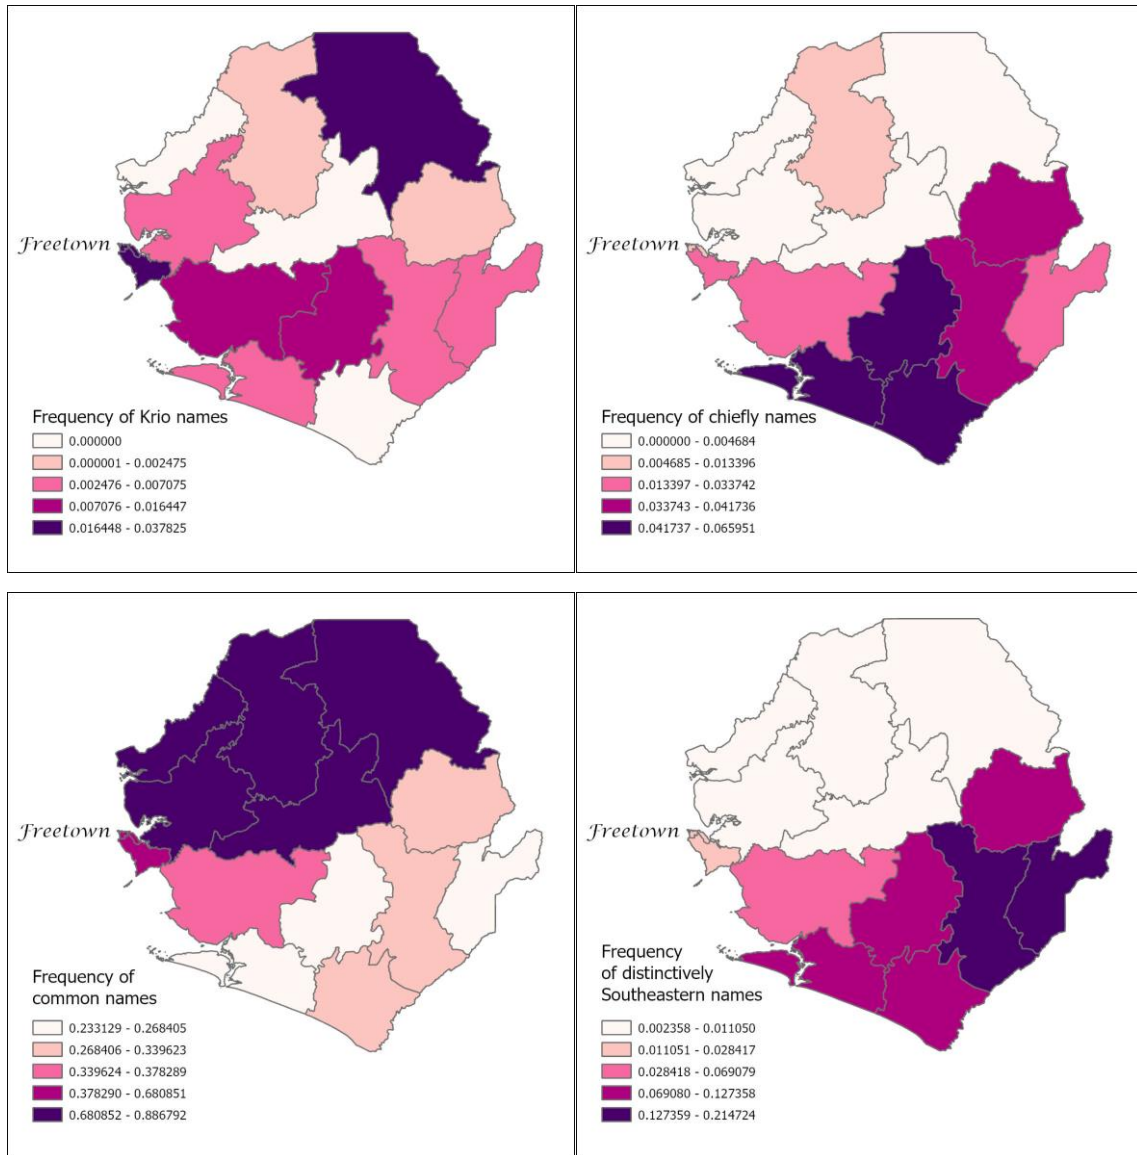 Freetown
Frequency of Krio names
0.000000
0.000001 - 0.002475
0.002476 - 0.007075
0.007076 - 0.016447
0.016448 - 0.037825
Freetown
Frequency of chiefly names
0.000000 - 0.004684
0.004685 - 0.013396
0.013397 - 0.033742
0.033743 - 0.041736
0.041737 - 0.065951
Freetown
Frequency of
common names
0.233129 - 0.268405
0.268406 - 0.339623
0.339624 - 0.378289
0.378290 - 0.680851
0.680852 - 0.886792
Freetown
Frequency
of distinctively
Southeastern names
0.002358 - 0.011050
0.011051 - 0.028417
0.028418 - 0.069079
0.069080 - 0.127358
0.127359 - 0.214724